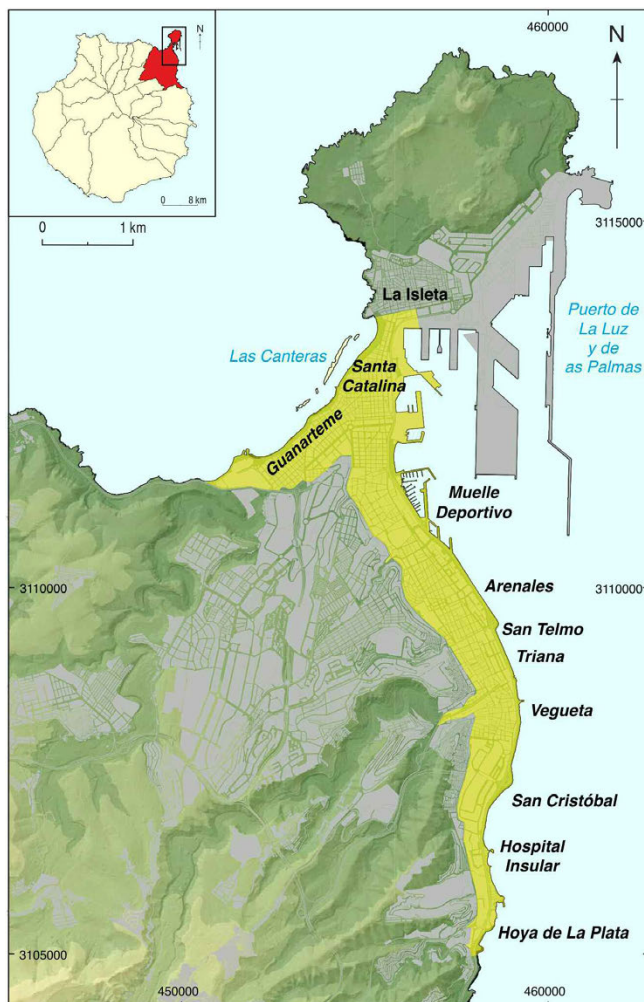 460000
N
N
0 8 km
0 1 km
3115000
La Isleta
Puerto de
La Luz
y de
as Palmas
Las Canteras
Santa
Catalina
Guanarteme
Muelle
Deportivo
3110000
Arenales
3110000
San Telmo
Triana
Vegueta
San Cristóbal
Hospital
Insular
Hoya de La Plata
3105000
450000
460000